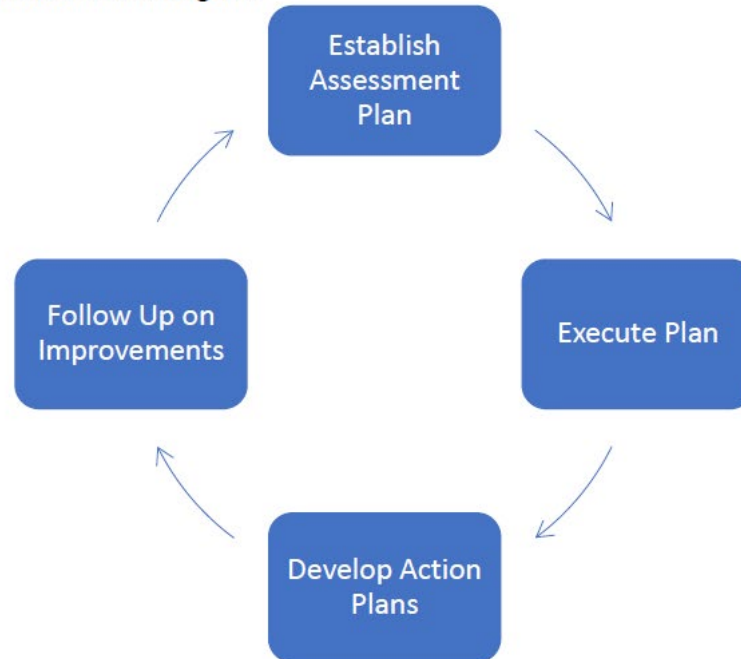 Establish
Assessment
Plan
Execute Plan
Develop Action
Plans
Follow Up on
Improvements